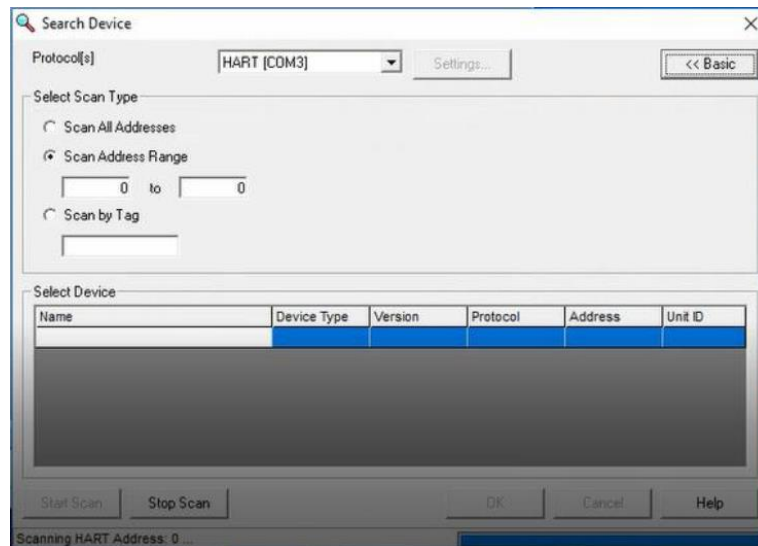 Search Device
Protocol[s] HART [COM3] Settings... << Basic
Select Scan Type
Scan All Addresses
Scan Address Range
0 to 0
Scan by Tag
Select Device
Name Device Type Version Protocol Address Unit ID
Start Scan Stop Scan OK Cancel Help
Scanning HART Address: 0 ...